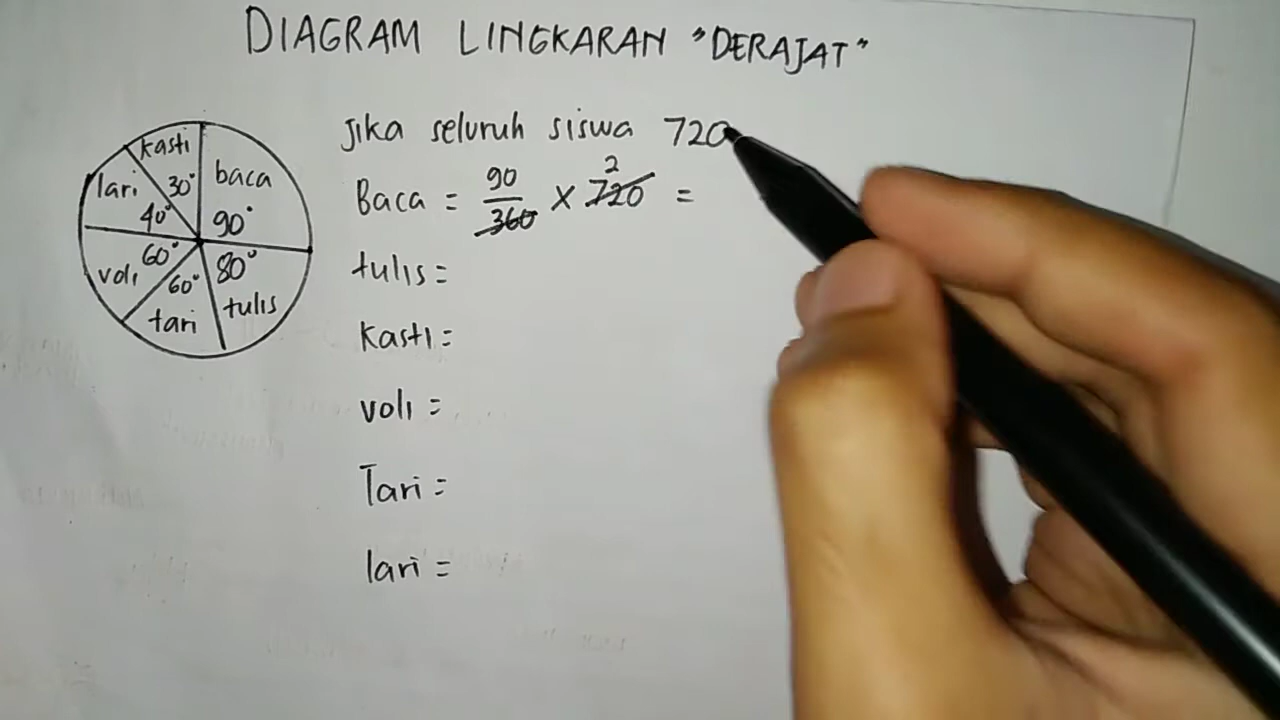 DIAGRAM LINGKARAN "DERAJAT"
kasti
30°
baca
90°
lari
40°
voli
60°
60°
tari
80°
tulis
Jika seluruh siswa 720
Baca = 90/360 x 720 2 =
tulis =
Kasti =
voli =
Tari =
lari =